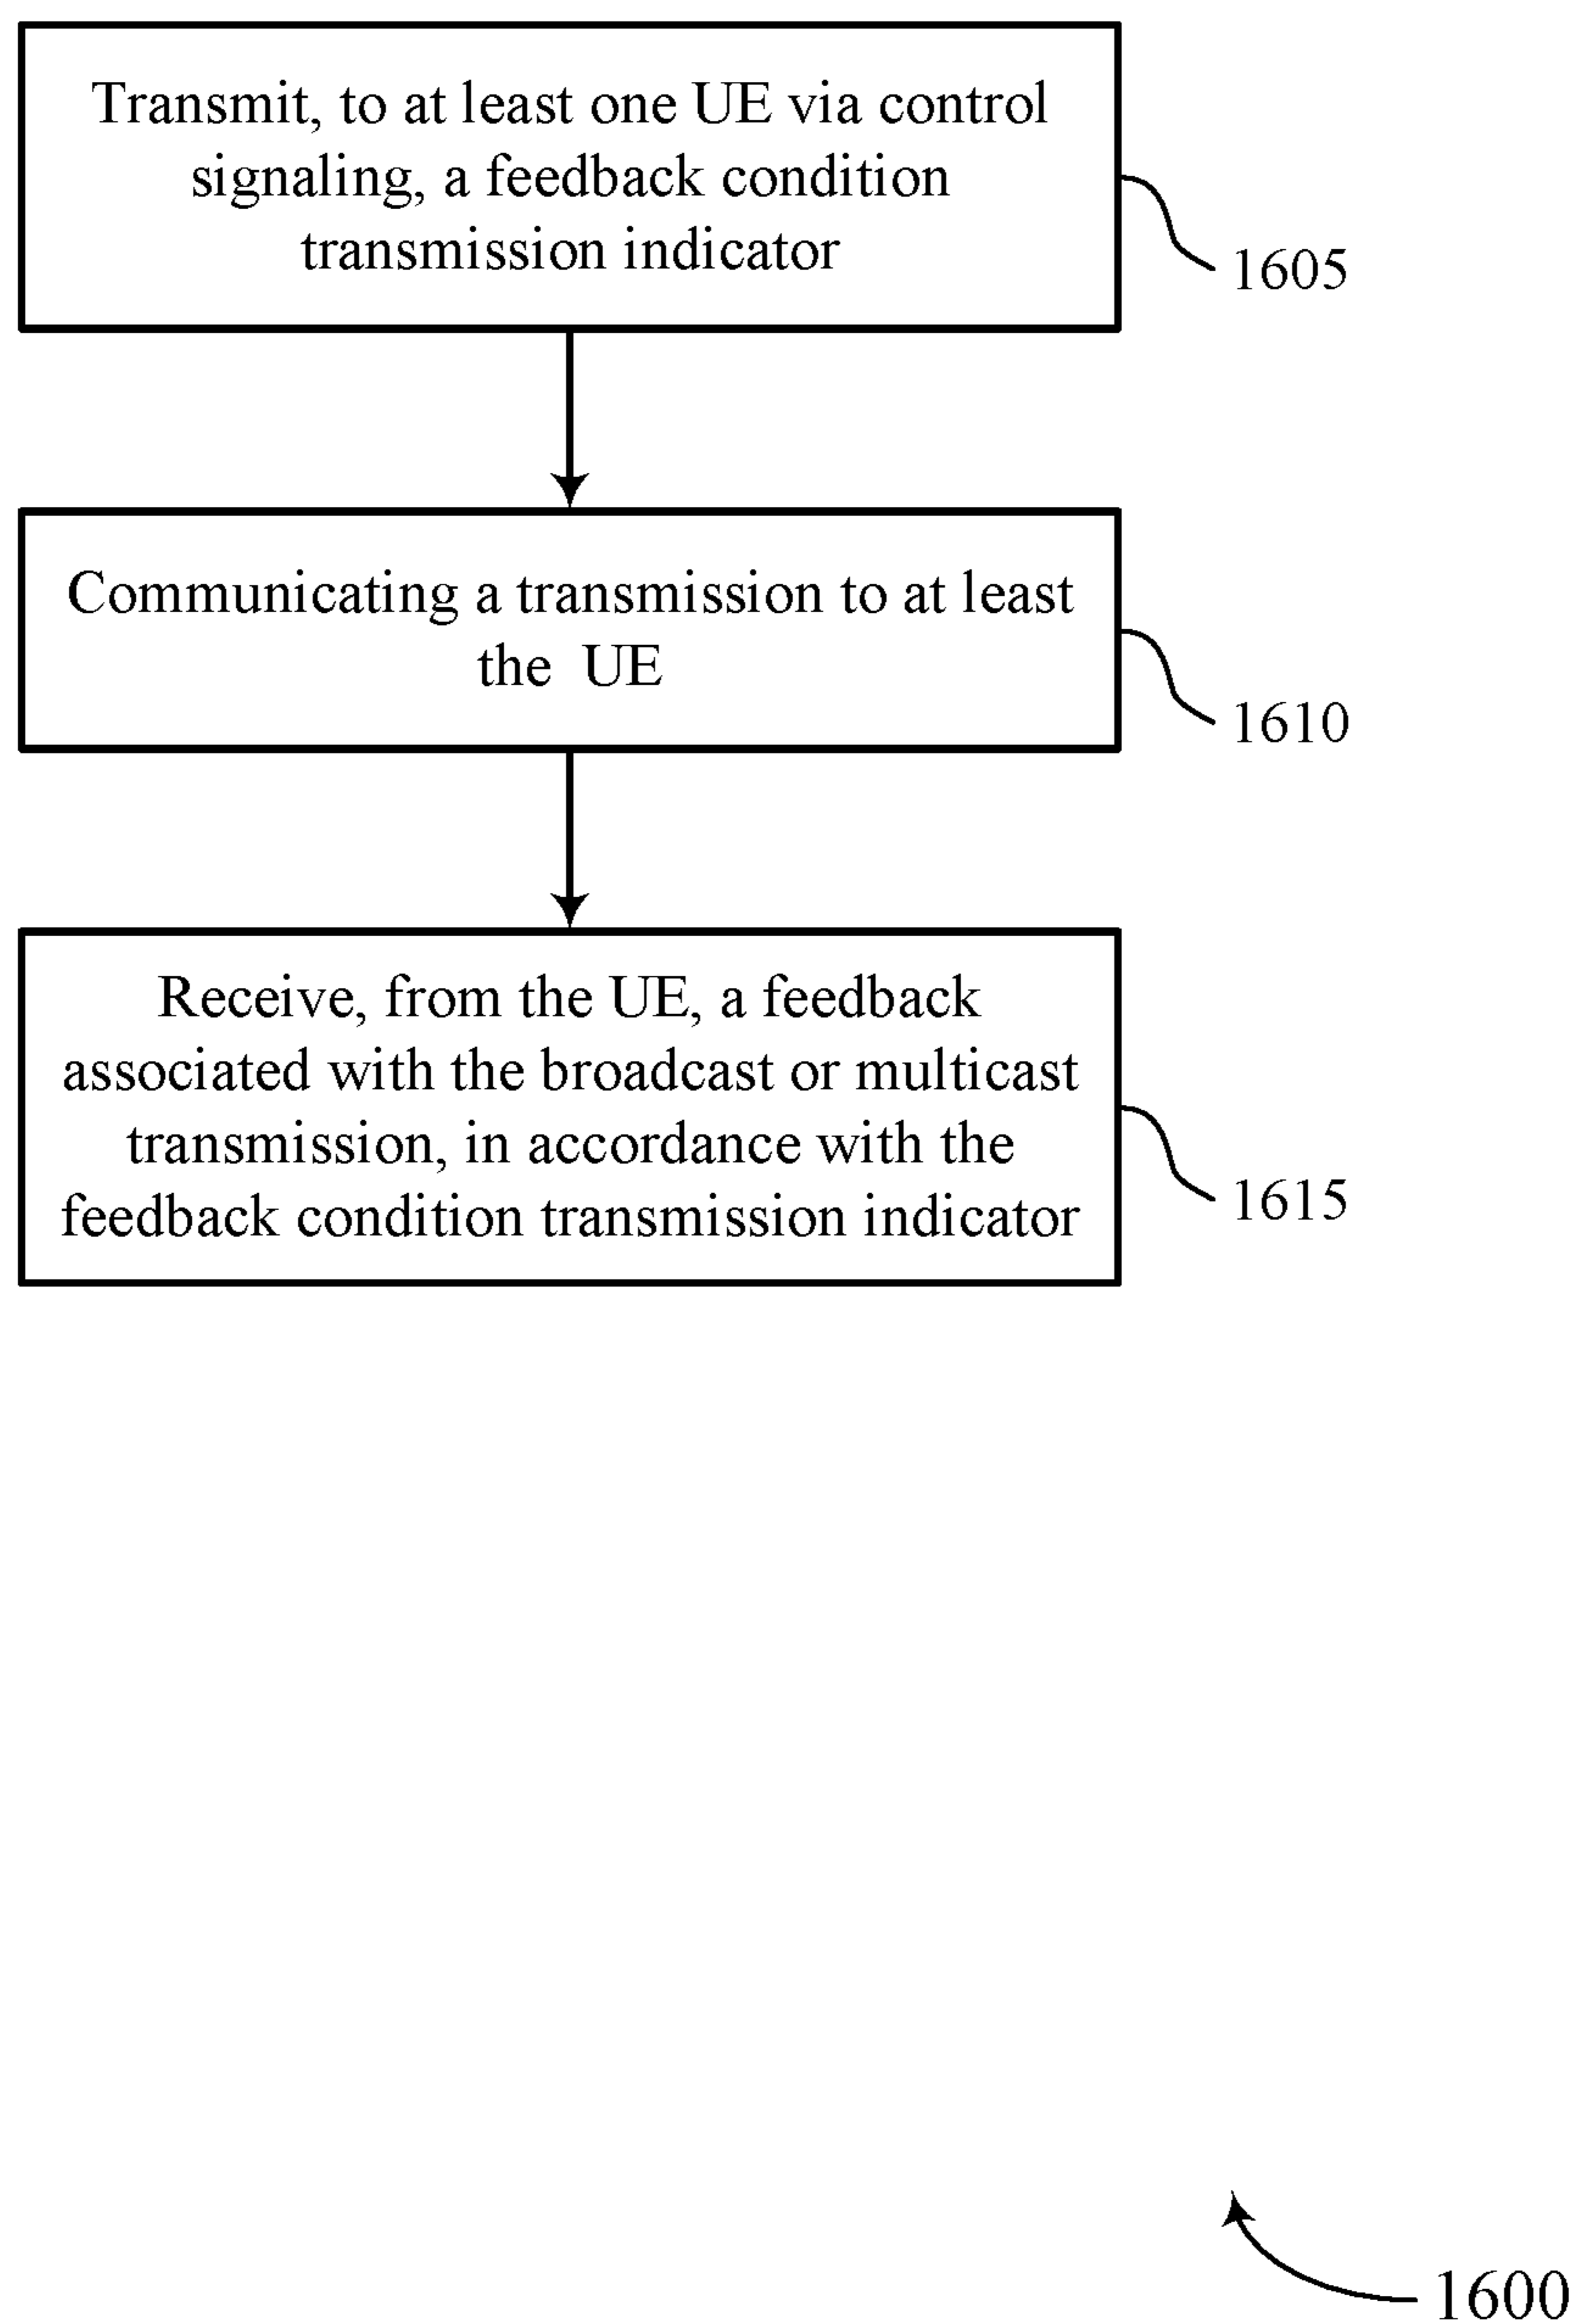 Transmit, to at least one UE via control
signaling, a feedback condition
transmission indicator
1605
Communicating a transmission to at least
the UE
1610
Receive, from the UE, a feedback
associated with the broadcast or multicast
transmission, in accordance with the
feedback condition transmission indicator
1615
1600